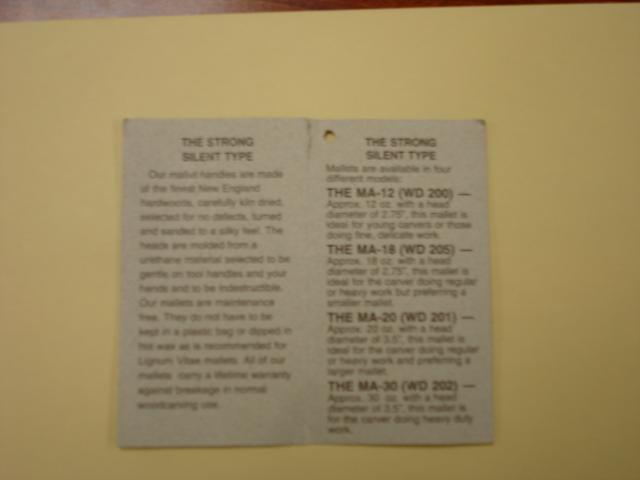 THE STRONG
SILENT TYPE
Our mallet handles are made
of the finest New England
hardwoods, carefully kiln dried,
selected for no defects, turned
and sanded to a silky feel. The
heads are molded from a
urethane material selected to be
gentle on tool handles and your
hands and to be indestructible.
Our mallets are maintenance
free. They do not have to be
kept in a plastic bag or dipped in
hot wax as is recommended for
Lignum Vitae mallets. All of our
mallets carry a lifetime warranty
against breakage in normal
woodcarving use.
THE STRONG
SILENT TYPE
Mallets are available in four
different models:
THE MA-12 (WD 200) —
Approx. 12 oz. with a head
diameter of 2.75", this mallet is
ideal for young carvers or those
doing fine, delicate work.
THE MA-18 (WD 205) —
Approx. 18 oz. with a head
diameter of 2.75", this mallet is
ideal for the carver doing regular
or heavy work but preferring a
smaller mallet.
THE MA-20 (WD 201) —
Approx. 20 oz. with a head
diameter of 3.5", this mallet is
ideal for the carver doing regular
or heavy work and preferring a
larger mallet.
THE MA-30 (WD 202) —
Approx. 30 oz. with a head
diameter of 3.5", this mallet is
for the carver doing heavy duty
work.